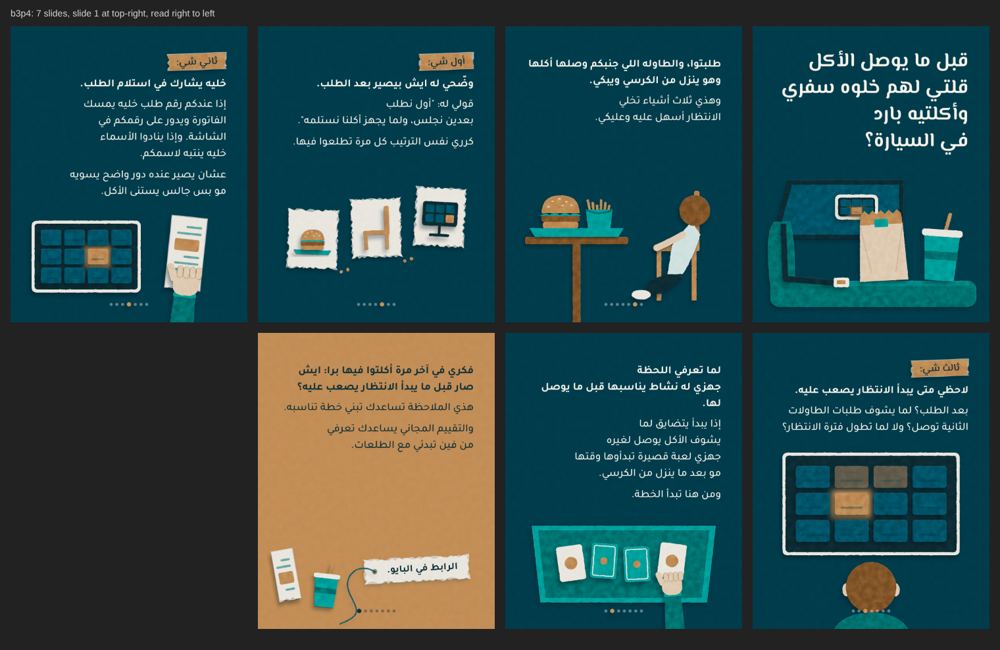 b3p4: 7 slides, slide 1 at top-right, read right to left
قبل ما يوصل الأكل
قلتي لهم خلوه سفري
وأكلتيه بارد
في السيارة؟
طلبتوا، والطاوله اللي جنبكم وصلها أكلها
وهو ينزل من الكرسي ويبكي.
وهذي ثلاث أشياء تخلي
الانتظار أسهل عليه وعليكي.
أول شي:
وضّحي له ايش بيصير بعد الطلب.
قولي له: "أول نطلب
بعدين نجلس، ولما يجهز أكلنا نستلمه".
كرري نفس الترتيب كل مرة تطلعوا فيها.
ثاني شي:
خليه يشارك في استلام الطلب.
إذا عندكم رقم طلب خليه يمسك
الفاتورة ويدور على رقمكم في
الشاشة. وإذا ينادوا الأسماء
خليه ينتبه لاسمكم.
عشان يصير عنده دور واضح يسويه
مو بس جالس يستنى الأكل.
ثالث شي:
لاحظي متى يبدأ الانتظار يصعب عليه.
بعد الطلب؟ لما يشوف طلبات الطاولات
الثانية توصل؟ ولا لما تطول فترة الانتظار؟
لما تعرفي اللحظة
جهزي له نشاط يناسبها قبل ما يوصل
لها.
إذا يبدأ يتضايق لما
يشوف الأكل يوصل لغيره
جهزي لعبة قصيرة تبدأوها وقتها
مو بعد ما ينزل من الكرسي.
ومن هنا تبدأ الخطة.
فكري في آخر مرة أكلتوا فيها برا: ايش
صار قبل ما يبدأ الانتظار يصعب عليه؟
هذي الملاحظة تساعدك تبني خطة تناسبه.
والتقييم المجاني يساعدك تعرفي
من فين تبدئي مع الطلعات.
الرابط في البايو.